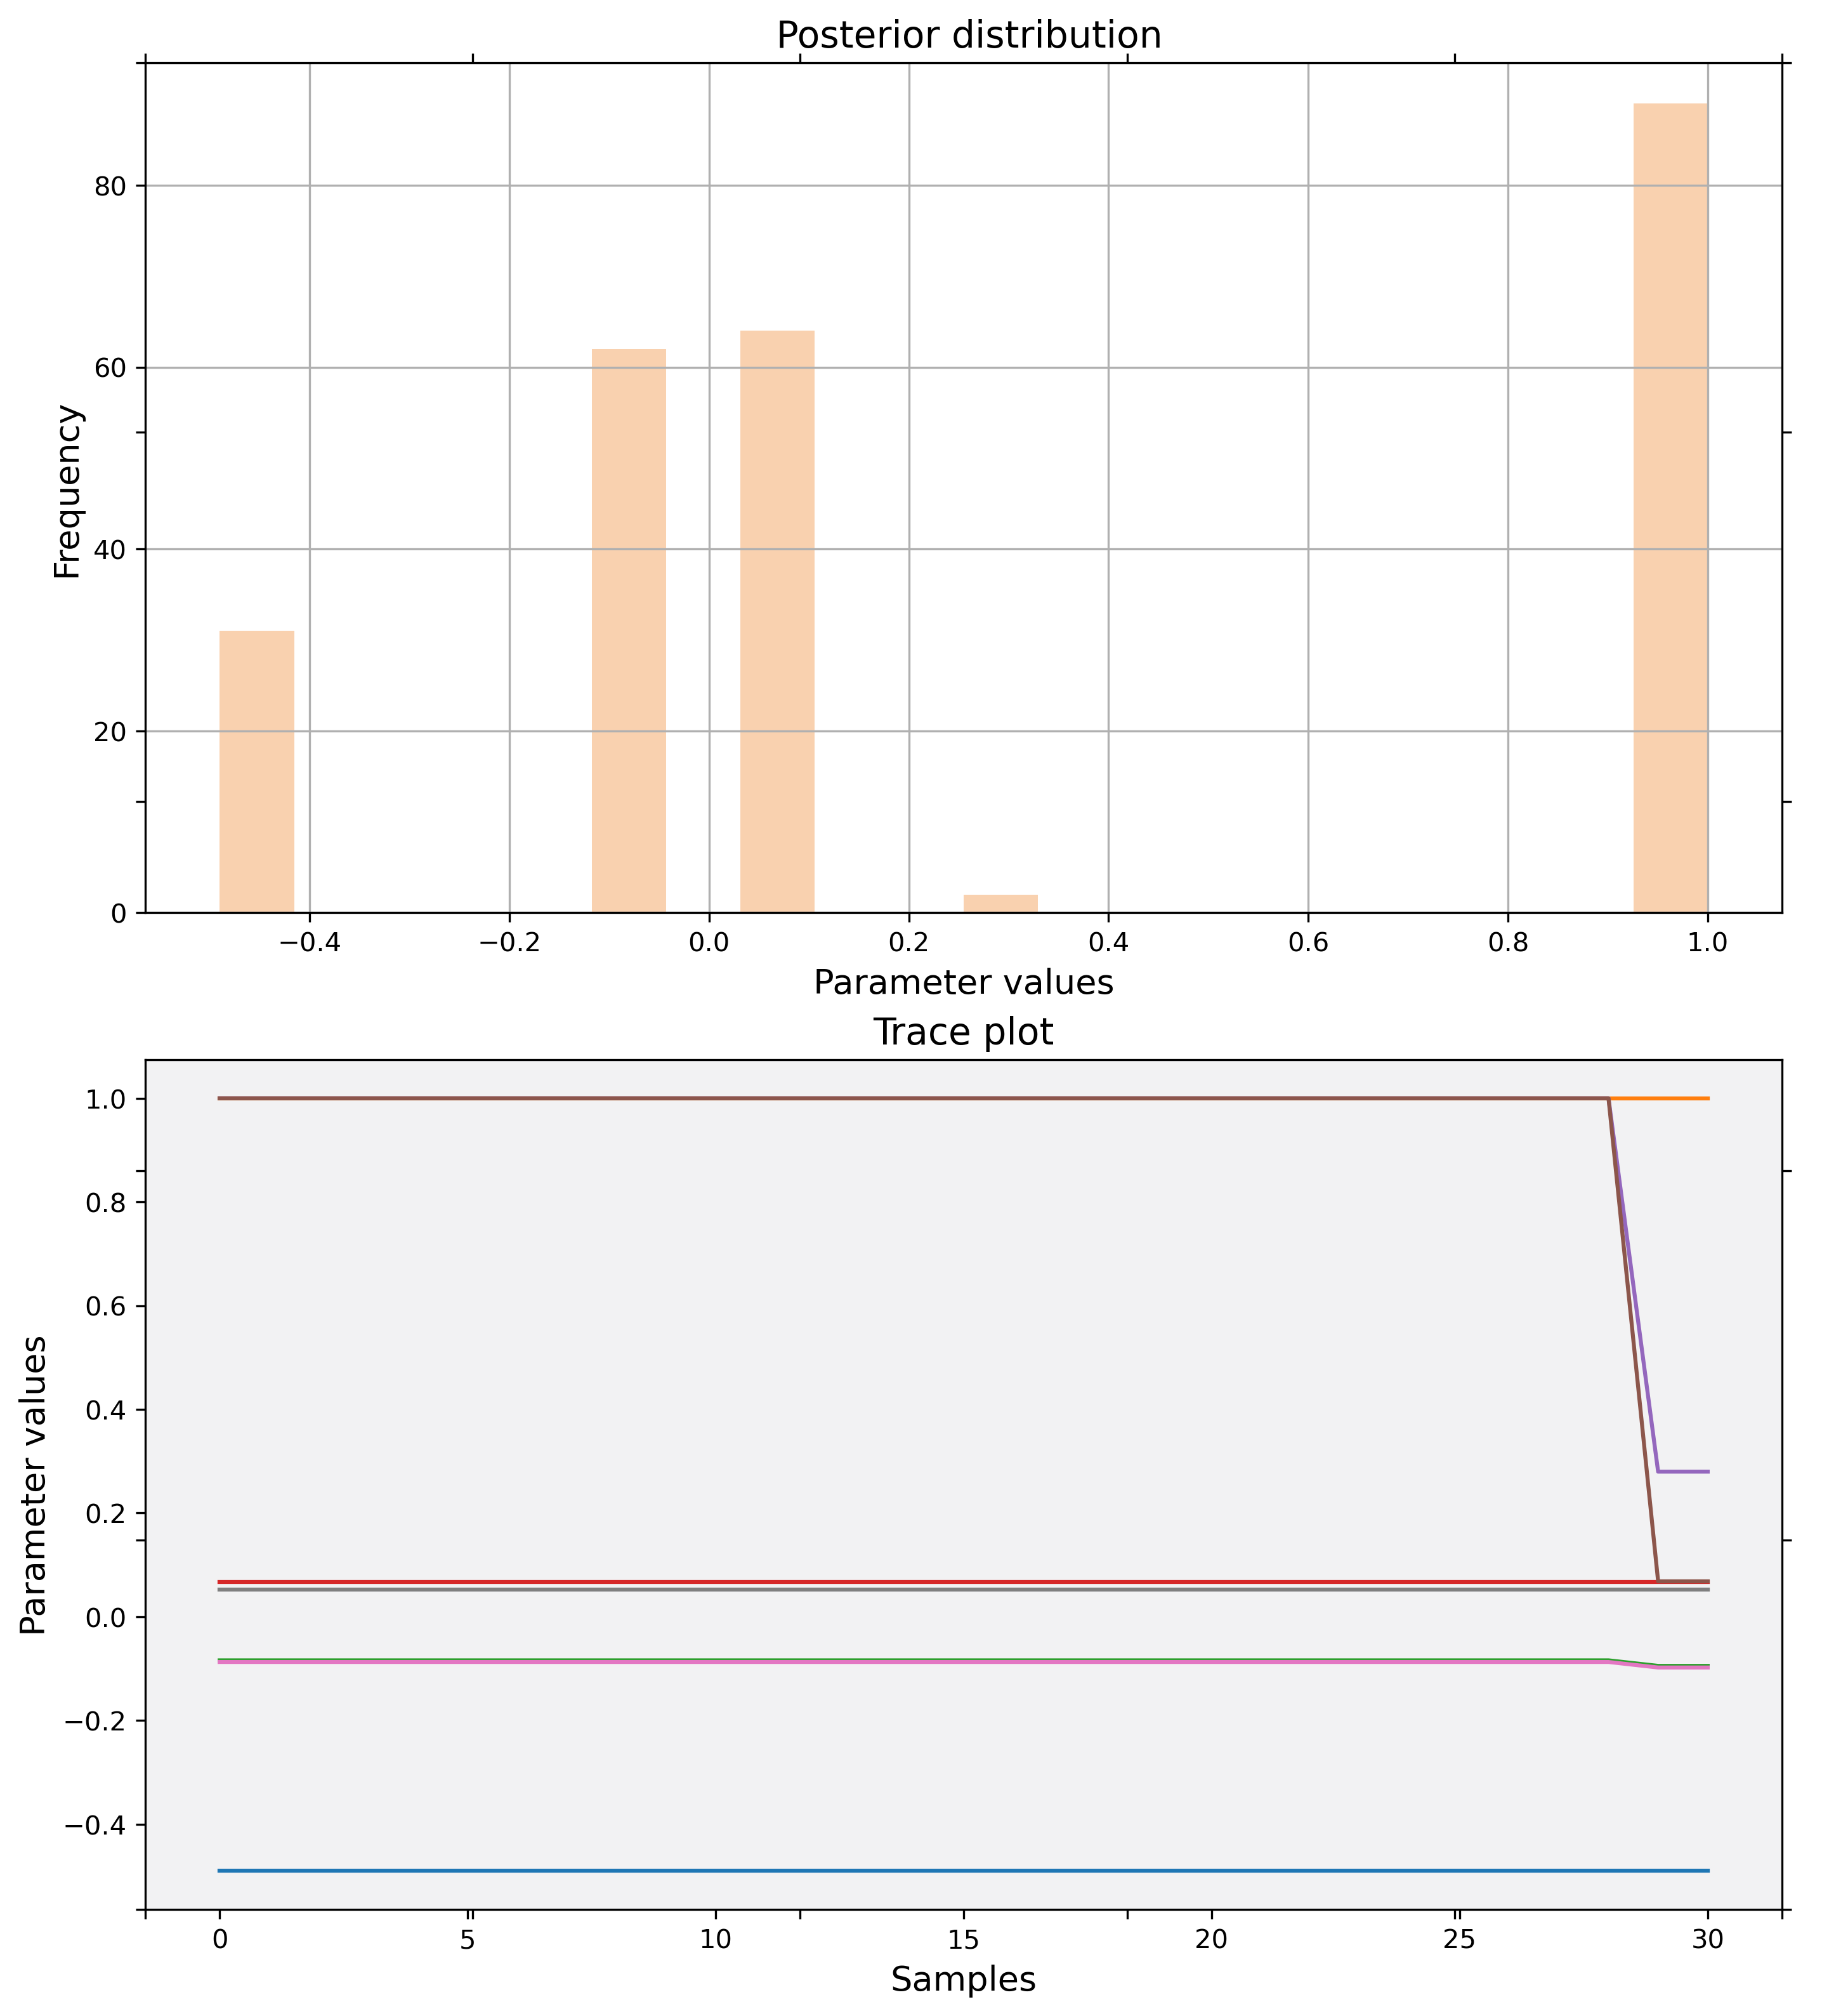 Posterior distribution
Frequency
80
60
40
20
0
−0.4 −0.2 0.0 0.2 0.4 0.6 0.8 1.0
Parameter values
Trace plot
Parameter values
1.0
0.8
0.6
0.4
0.2
0.0
−0.2
−0.4
0 5 10 15 20 25 30
Samples